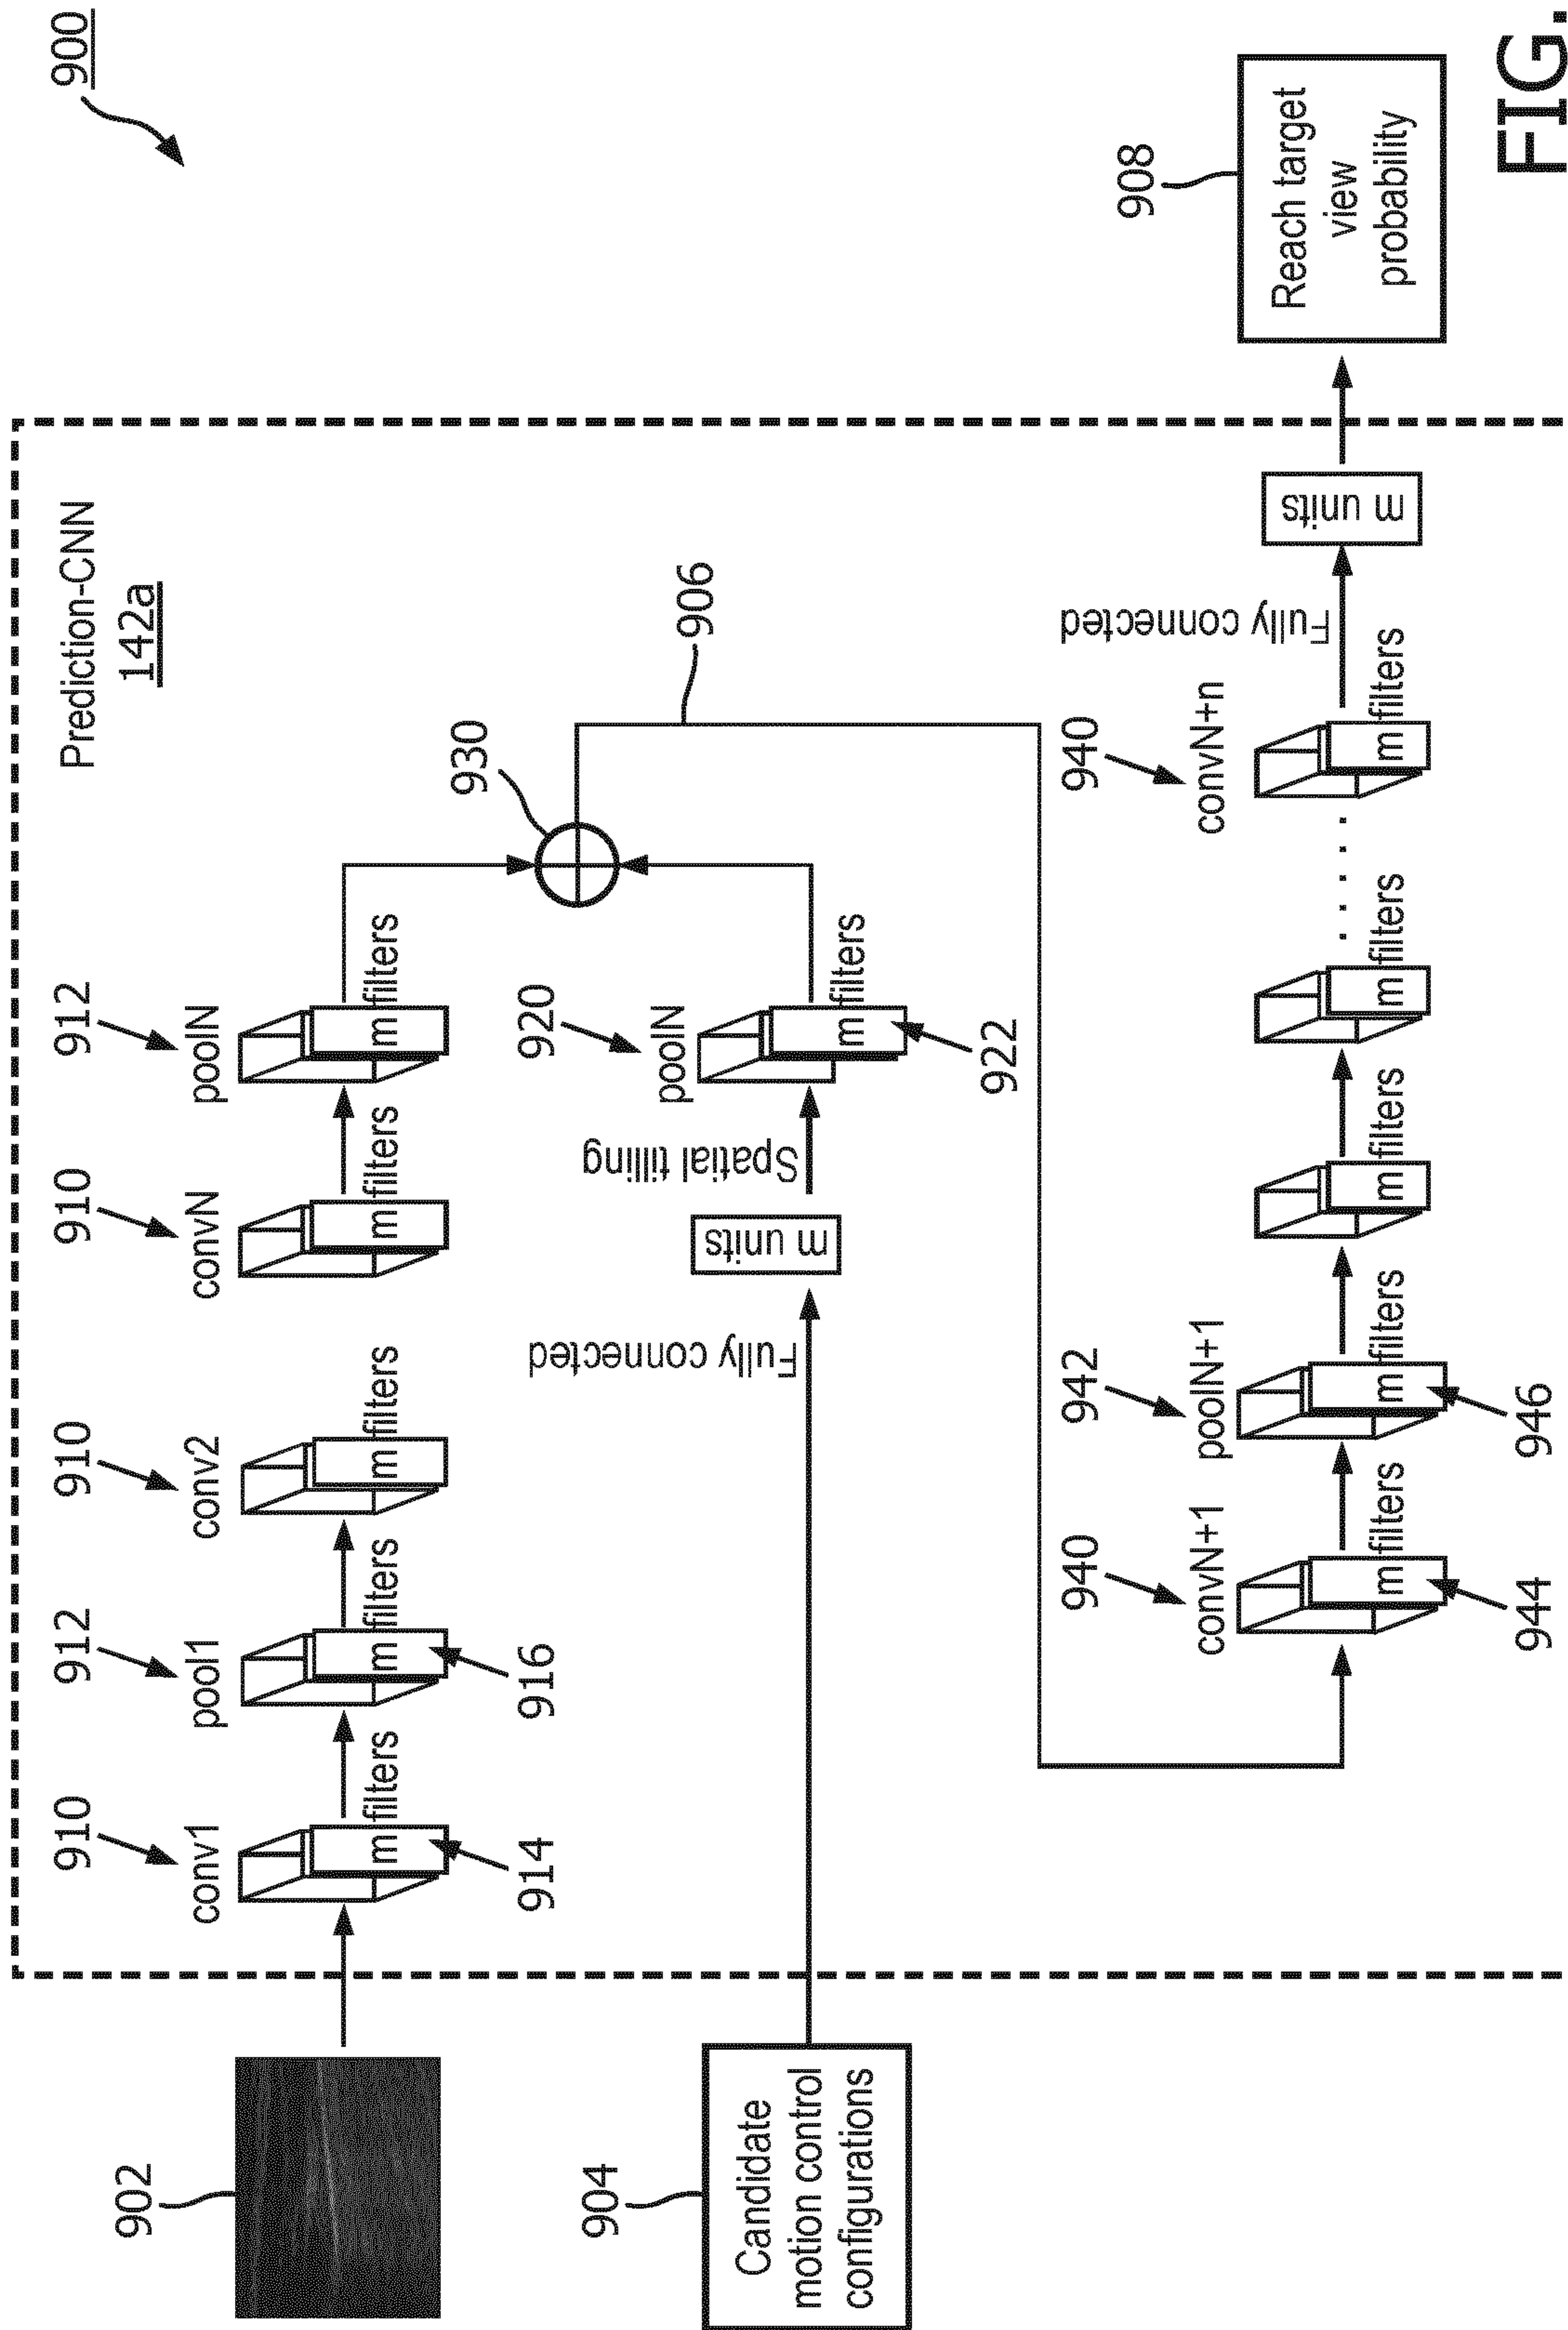 900
Prediction-CNN
142a
910
912
910
910
912
conv1
pool1
conv2
convN
poolN
m filters
m filters
m filters
m filters
m filters
914
916
902
930
906
904
Candidate
motion control
configurations
Fully connected
m units
Spatial tilling
920
poolN
m filters
922
940
942
940
convN+1
poolN+1
convN+n
m filters
m filters
m filters
m filters
. . . . .
m filters
944
946
Fully connected
m units
908
Reach target
view
probability
FIG.